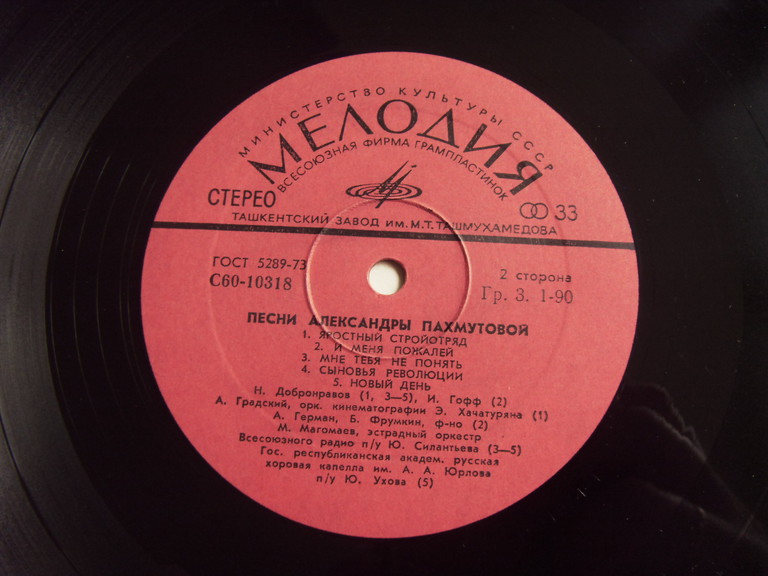 МИНИСТЕРСТВО КУЛЬТУРЫ СССР
МЕЛОДИЯ
ВСЕСОЮЗНАЯ ФИРМА ГРАМПЛАСТИНОК
СТЕРЕО
33
ТАШКЕНТСКИЙ ЗАВОД ИМ. М.Т. ТАШМУХАМЕДОВА
ГОСТ 5289-73
2 сторона
С60-10318
Гр. 3. 1-90
ПЕСНИ АЛЕКСАНДРЫ ПАХМУТОВОЙ
1. ЯРОСТНЫЙ СТРОЙОТРЯД
2. И МЕНЯ ПОЖАЛЕЙ
3. МНЕ ТЕБЯ НЕ ПОНЯТЬ
4. СЫНОВЬЯ РЕВОЛЮЦИИ
5. НОВЫЙ ДЕНЬ
Н. Добронравов (1, 3—5), И. Гофф (2)
А. Градский, орк. кинематографии Э. Хачатуряна (1)
А. Герман, Б. Фрумкин, ф-но (2)
М. Магомаев, эстрадный оркестр
Всесоюзного радио п/у Ю. Силантьева (3—5)
Гос. республиканская академ. русская
хоровая капелла им. А. А. Юрлова
п/у Ю. Ухова (5)